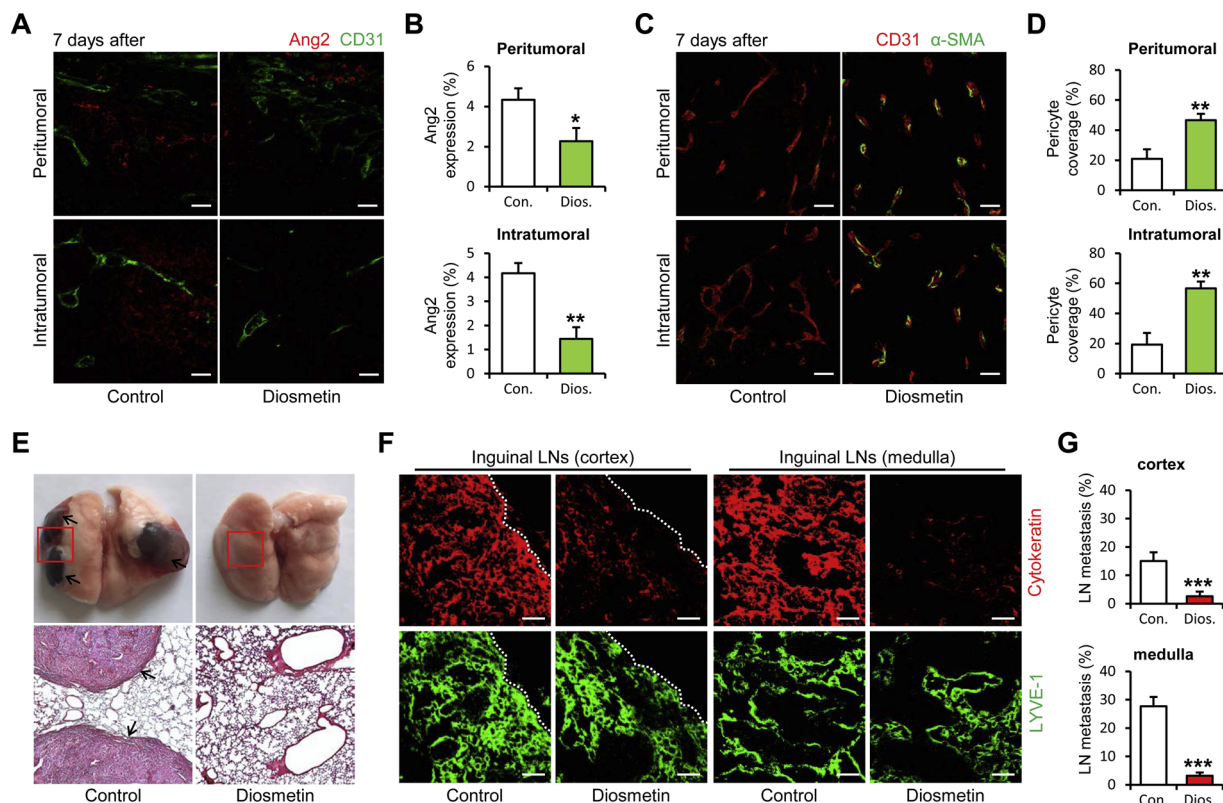 A
7 days after Ang2 CD31
Peritumoral
Intratumoral
Control Diosmetin
B
Peritumoral
Ang2
expression (%)
6
4
2
0
Con. Dios.
*
Intratumoral
Ang2
expression (%)
5
4
3
2
1
0
Con. Dios.
**
C
7 days after CD31 α-SMA
Peritumoral
Intratumoral
Control Diosmetin
D
Peritumoral
Pericyte
coverage (%)
80
60
40
20
0
Con. Dios.
**
Intratumoral
Pericyte
coverage (%)
80
60
40
20
0
Con. Dios.
**
E
Control Diosmetin
F
Inguinal LNs (cortex) Inguinal LNs (medulla)
Cytokeratin
LYVE-1
Control Diosmetin Control Diosmetin
G
cortex
LN metastasis (%)
40
30
20
10
0
Con. Dios.
***
medulla
LN metastasis (%)
40
30
20
10
0
Con. Dios.
***